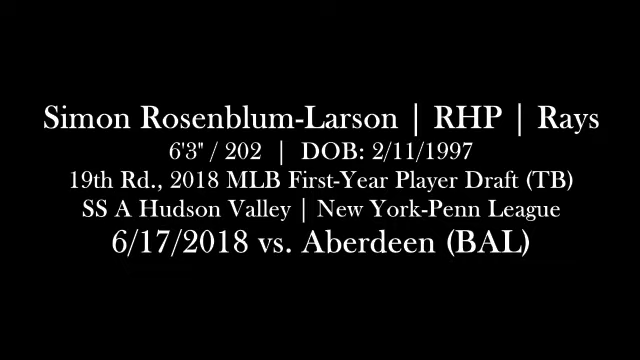 Simon Rosenblum-Larson | RHP | Rays
6'3" / 202 | DOB: 2/11/1997
19th Rd., 2018 MLB First-Year Player Draft (TB)
SS A Hudson Valley | New York-Penn League
6/17/2018 vs. Aberdeen (BAL)